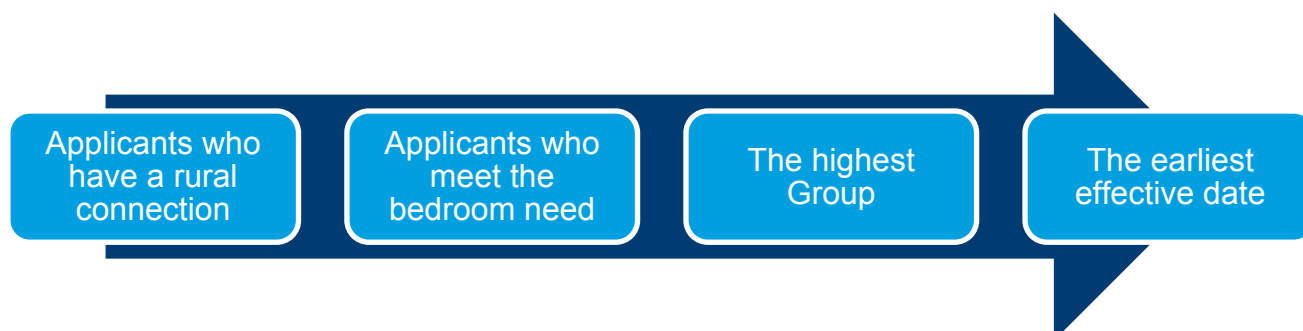 Applicants who
have a rural
connection
Applicants who
meet the
bedroom need
The highest
Group
The earliest
effective date